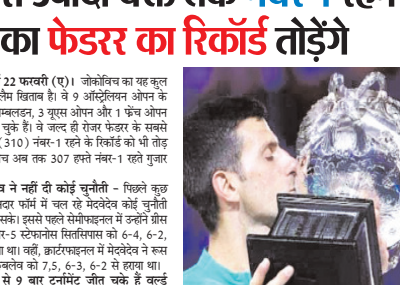 का फेडरर का रिकॉर्ड तोड़ेंगे
22 फरवरी (ए)। जोकोविच का यह कुल
लैम खिताब है। वे 9 ऑस्ट्रेलियन ओपन के
म्बलडन, 3 यूएस ओपन और 1 फ्रेंच ओपन
चुके हैं। वे जल्द ही रोजर फेडरर के सबसे
(310) नंबर-1 रहने के रिकॉर्ड को भी तोड़
च अब तक 307 हफ्ते नंबर-1 रहते गुजार
व ने नहीं दी कोई चुनौती - पिछले कुछ
नदार फॉर्म में चल रहे मेदवेदेव कोई चुनौती
सके। इससे पहले सेमीफाइनल में उन्होंने ग्रीस
र-5 स्टेफानोस सितसिपास को 6-4, 6-2,
या था। वहीं, क्वार्टरफाइनल में मेदवेदेव ने रूस
बलेव को 7,5, 6-3, 6-2 से हराया था।
से 9 बार टूर्नामेंट जीत चुके हैं वर्ल्ड